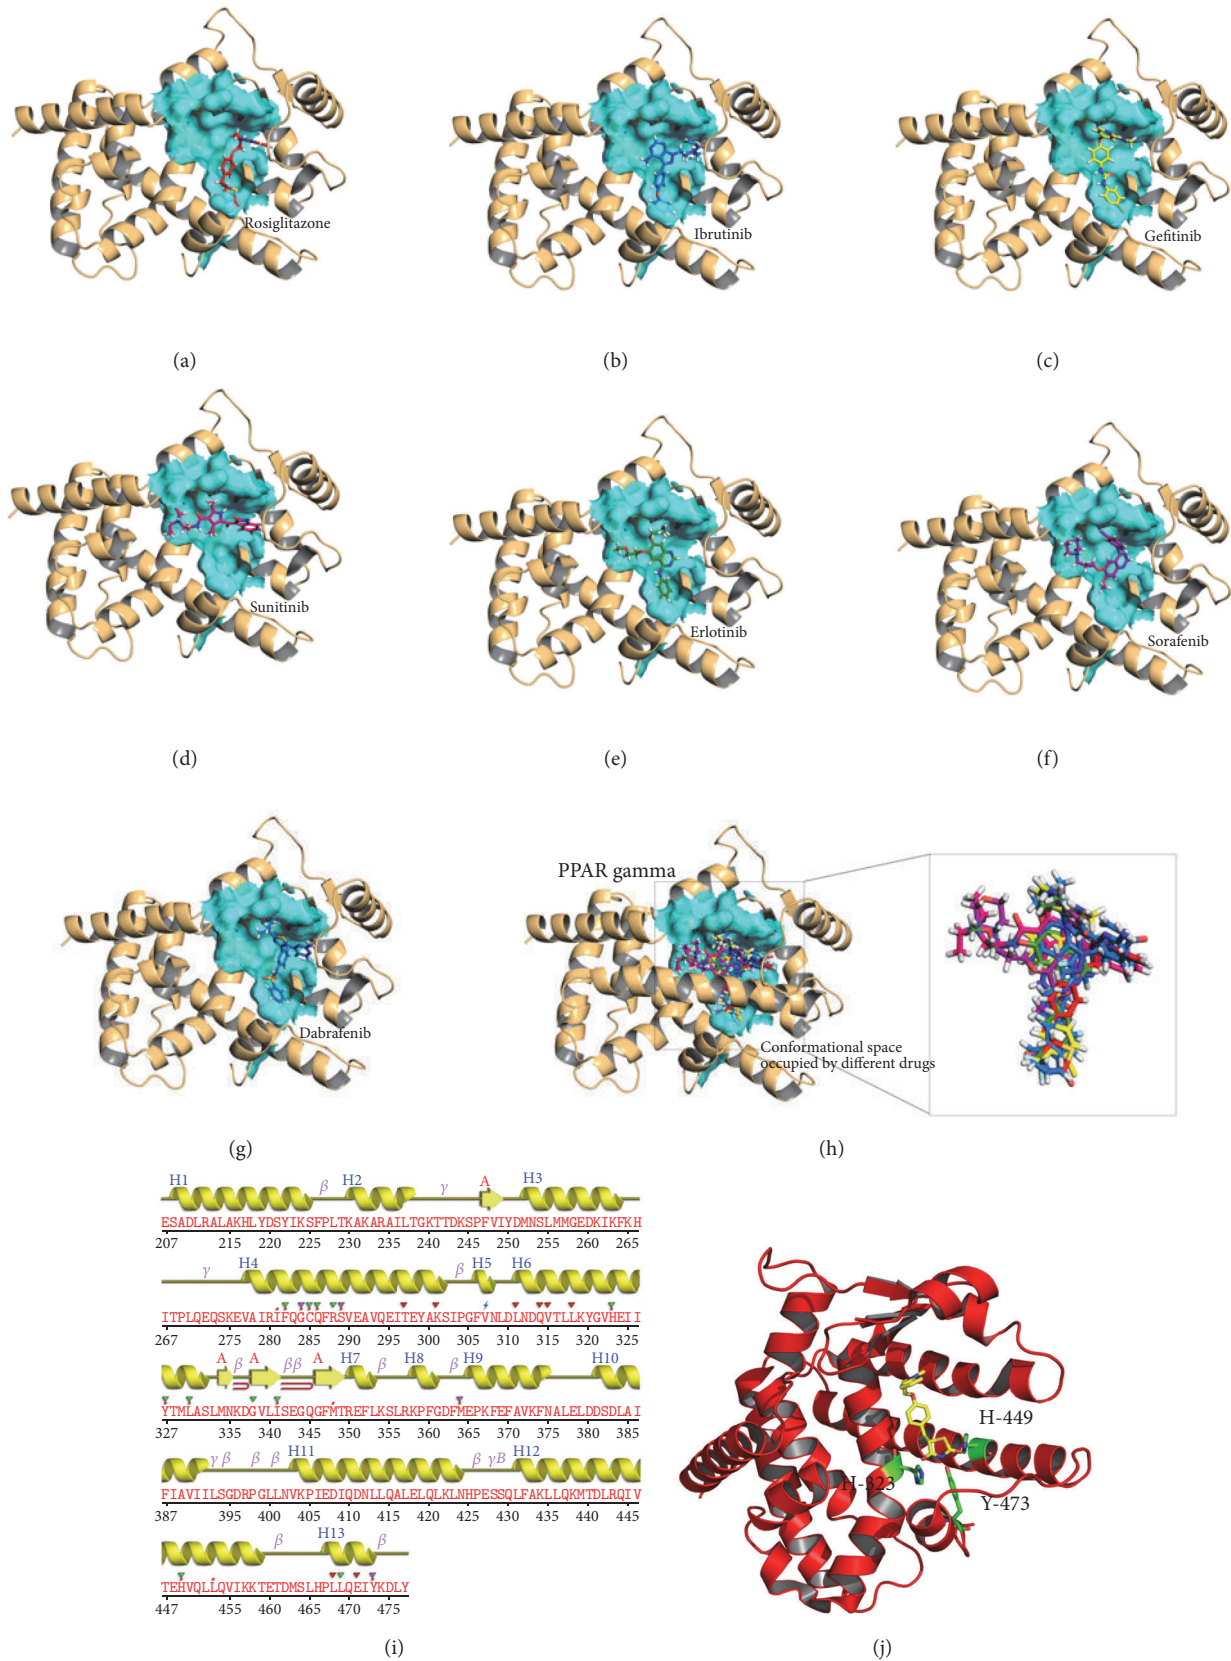 Rosiglitazone
Ibrutinib
Gefitinib
(a)
(b)
(c)
Sunitinib
Erlotinib
Sorafenib
(d)
(e)
(f)
Dabrafenib
PPAR gamma
Conformational space
occupied by different drugs
(g)
(h)
H1 β H2 γ A H3
ESADLRALAKHLYDSYIKSFPLTKAKARAILTGKTTDKSPFVIYDMNSLMMGEDKIKFKH
207 215 220 225 230 235 240 245 250 255 260 265
γ H4 β H5 H6
ITPLQEQSKEVAIRIFQGCQFRSVEAVQEITEYAKSIPGFVNLDLNDQVTLLKYGVHEII
267 275 280 285 290 295 300 305 310 315 320 325
A β A ββ A H7 β H8 β H9 H10
YTMLASLMNKDGVLISEGQGFMTREFLKSLRKPFGDFMEPKFEFAVKFNALELDDSDLAI
327 335 340 345 350 355 360 365 370 375 380 385
γ β β β H11 β γβ H12
FIAVIILSGDRPGLLNVKPIEDIQDNLLQALELQLKLNHPESSQLFAKLLQKMTDLRQIV
387 395 400 405 410 415 420 425 430 435 440 445
β H13 β
TEHVQLLQVIKKTETDMSLHPLLQEIYKDLY
447 455 460 465 470 475
(i)
H-449
H-323
Y-473
(j)